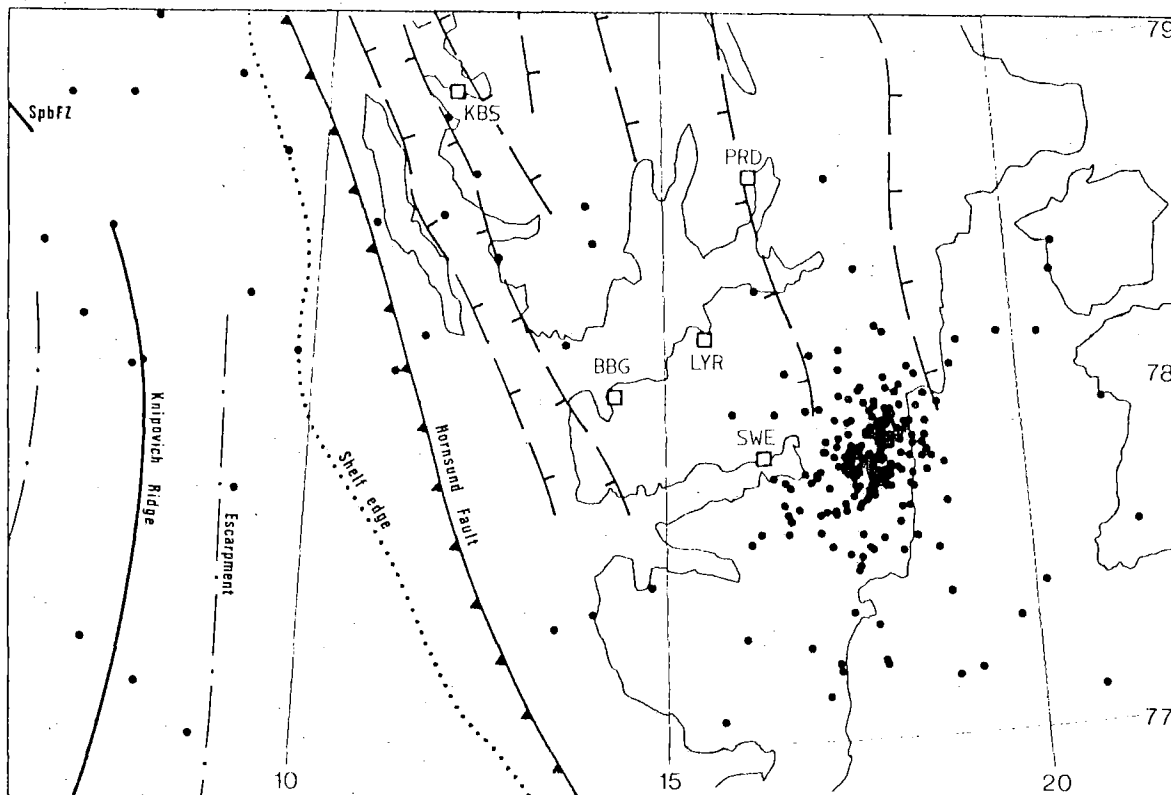 79
SpbFZ
KBS
PRD
LYR
78
BBG
SWE
Knipovich Ridge
Escarpment
Shelf edge
Hornsund Fault
77
10
15
20